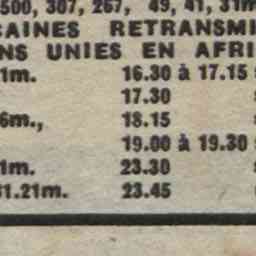 500, 307, 267, 49, 41, 31m
CAINES RETRANSMI
NS UNIES EN AFRI
1m. 16.30 à 17.15
17.30
6m., 18.15
19.00 à 19.30
1m. 23.30
31.21m. 23.45